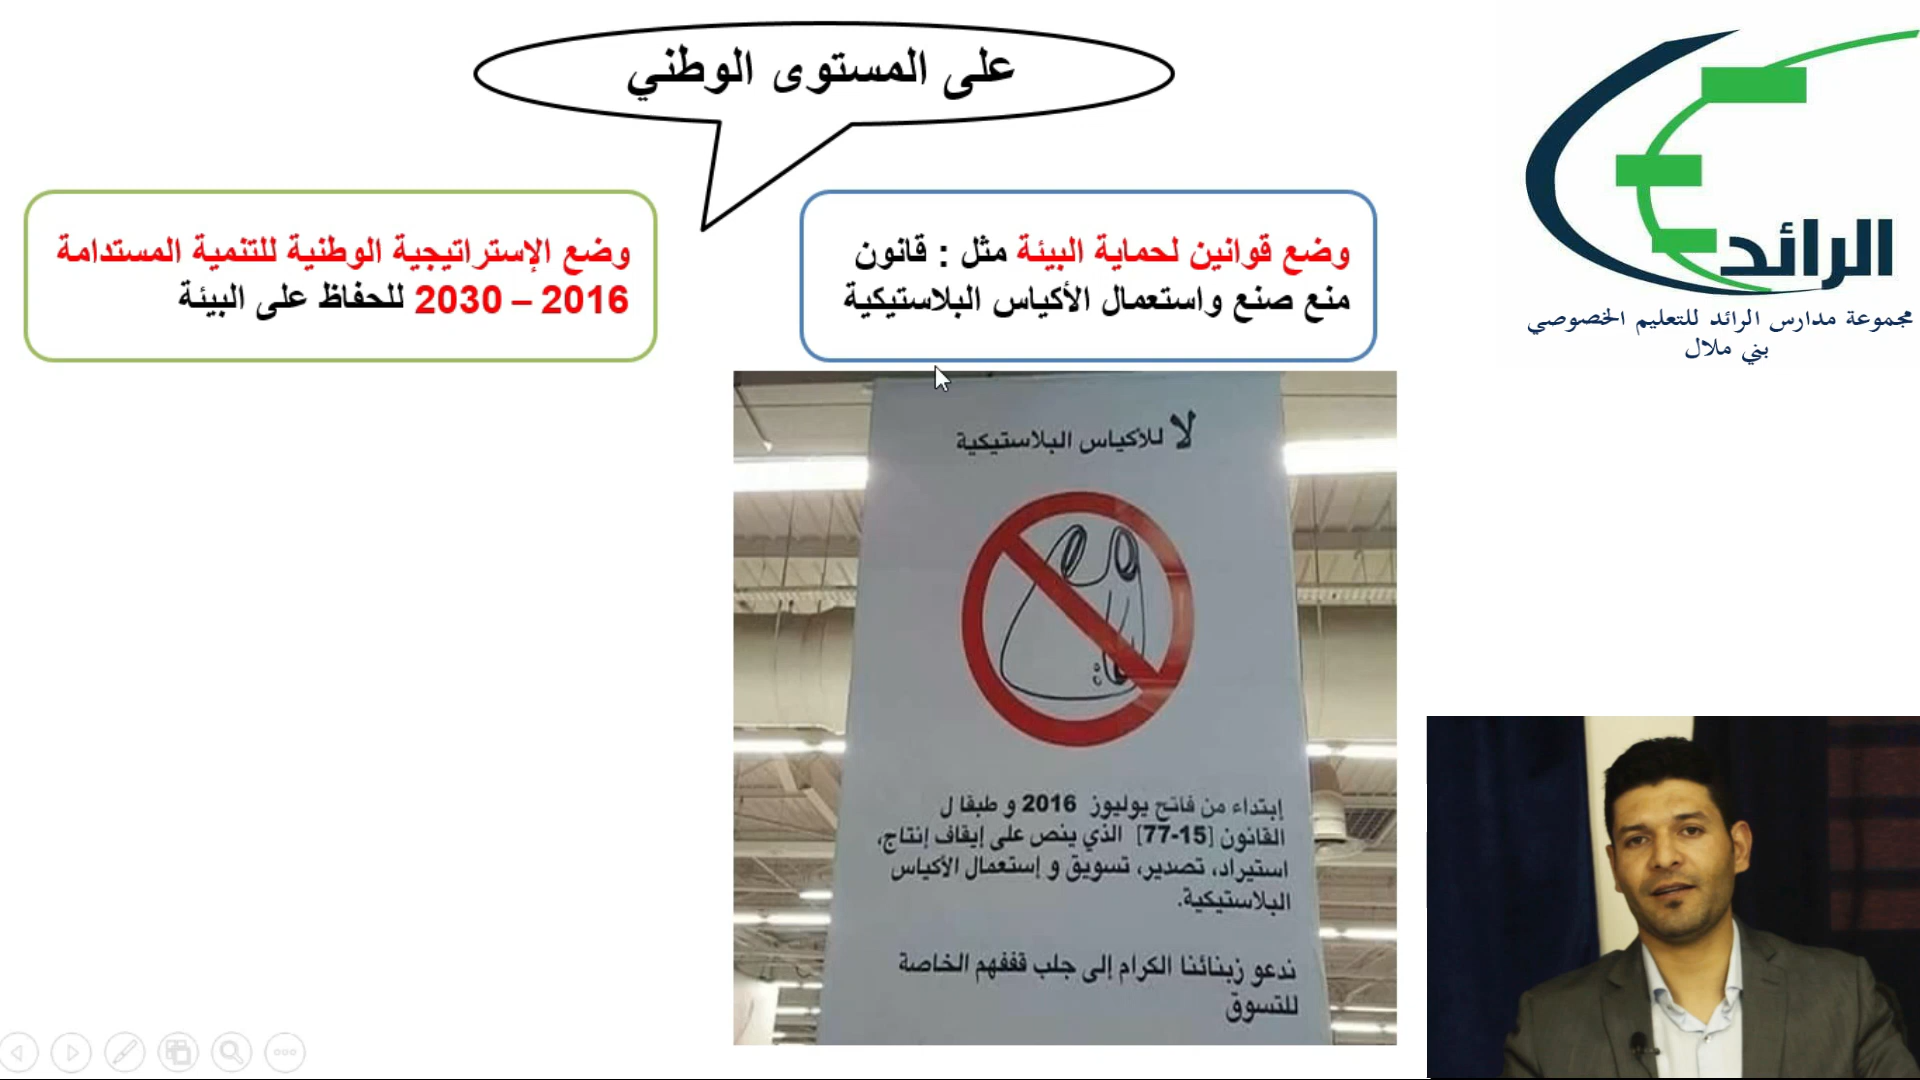 على المستوى الوطني
وضع قوانين لحماية البيئة مثل : قانون
منع صنع واستعمال الأكياس البلاستيكية
وضع الإستراتيجية الوطنية للتنمية المستدامة
2016 – 2030 للحفاظ على البيئة
الرائد
مجموعة مدارس الرائد للتعليم الخصوصي
بني ملال
لا للأكياس البلاستيكية
إبتداء من فاتح يوليوز 2016 و طبقا ل
القانون [15-77] الذي ينص على إيقاف إنتاج،
استيراد، تصدير، تسويق و إستعمال الأكياس
البلاستيكية.
ندعو زبنائنا الكرام إلى جلب قففهم الخاصة
للتسوق